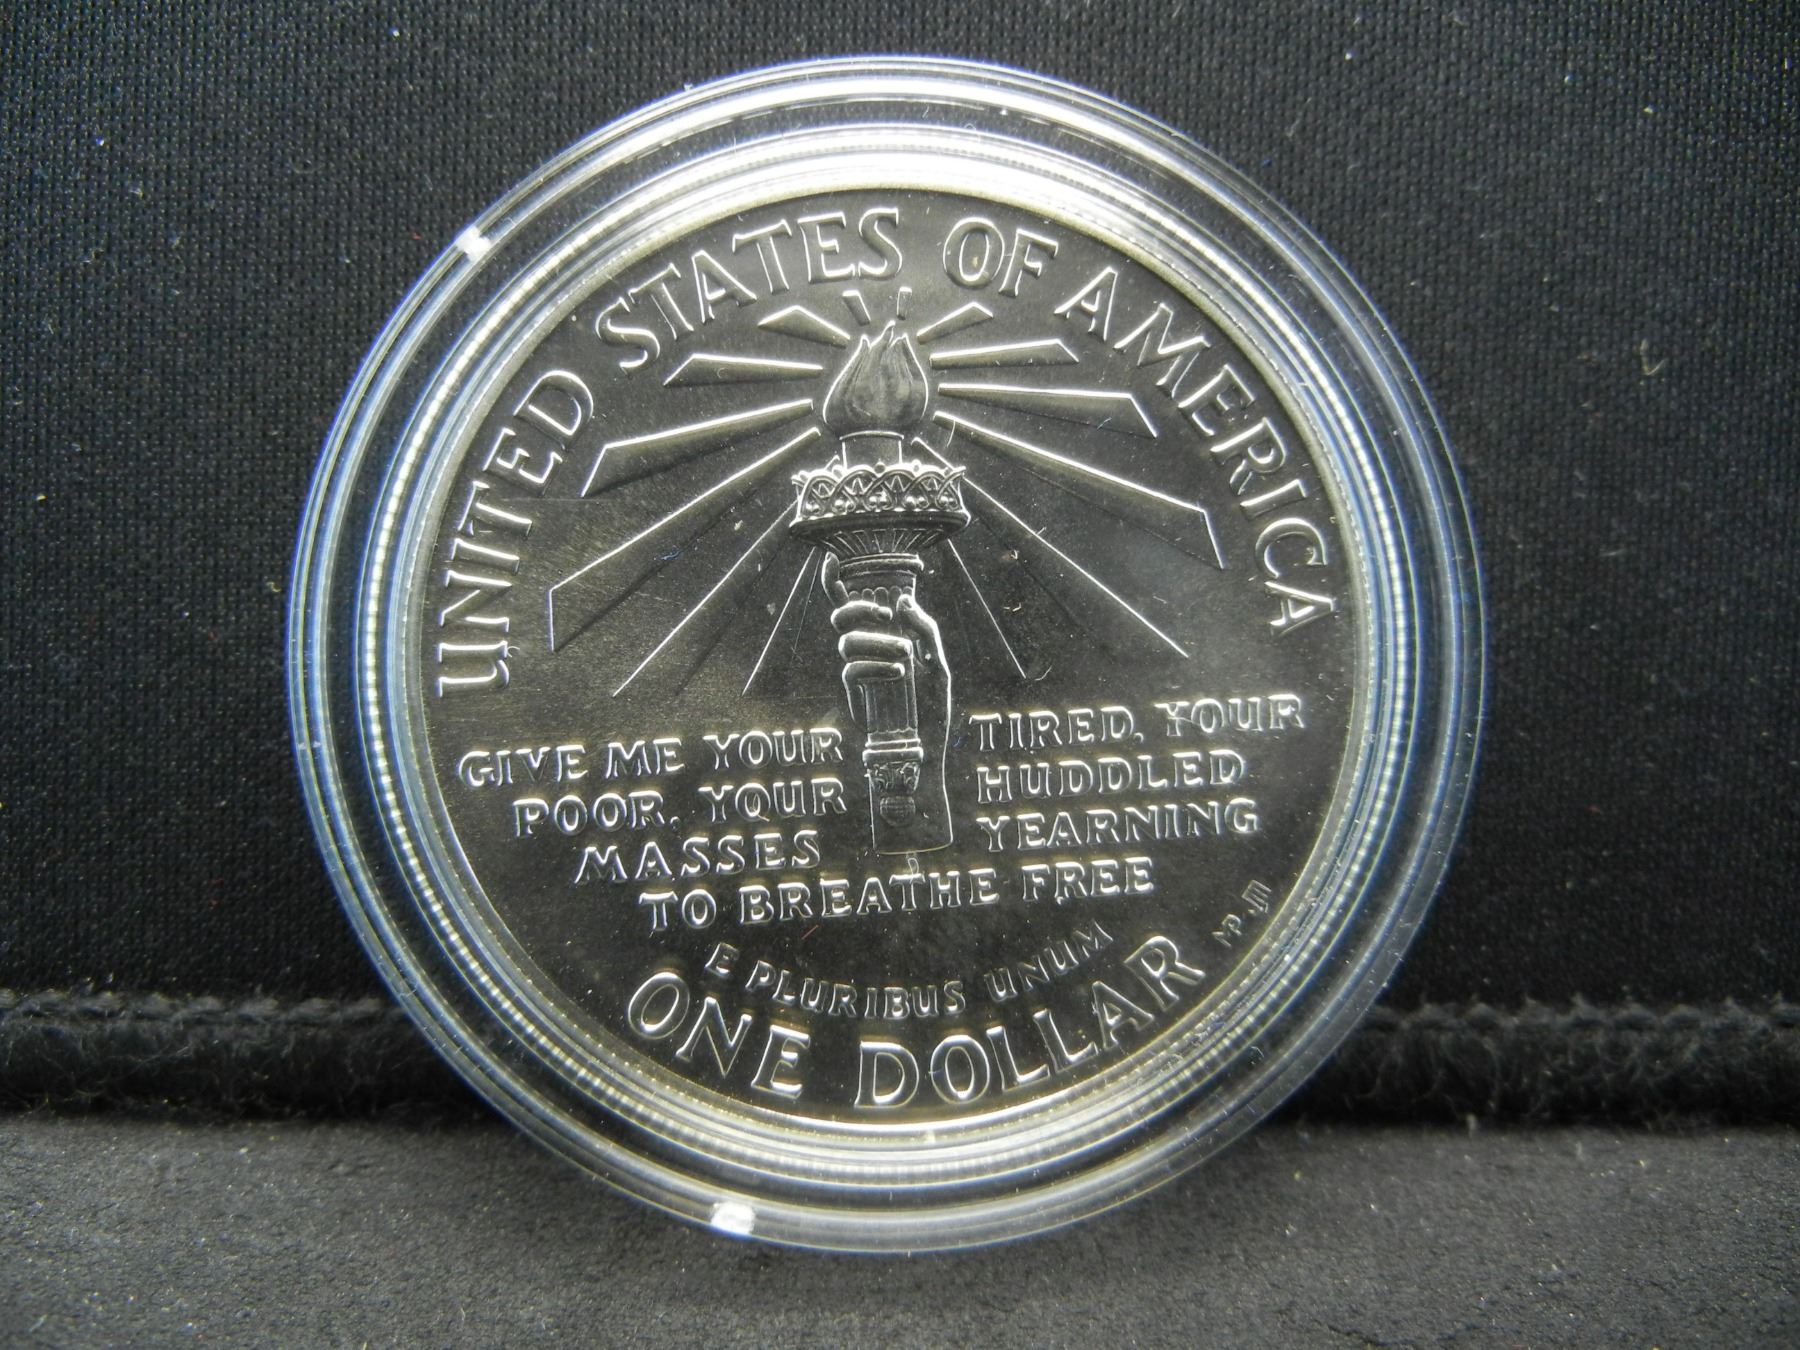 UNITED STATES OF AMERICA
GIVE ME YOUR TIRED, YOUR
POOR, YOUR HUDDLED
MASSES YEARNING
TO BREATHE FREE
E PLURIBUS UNUM
ONE DOLLAR